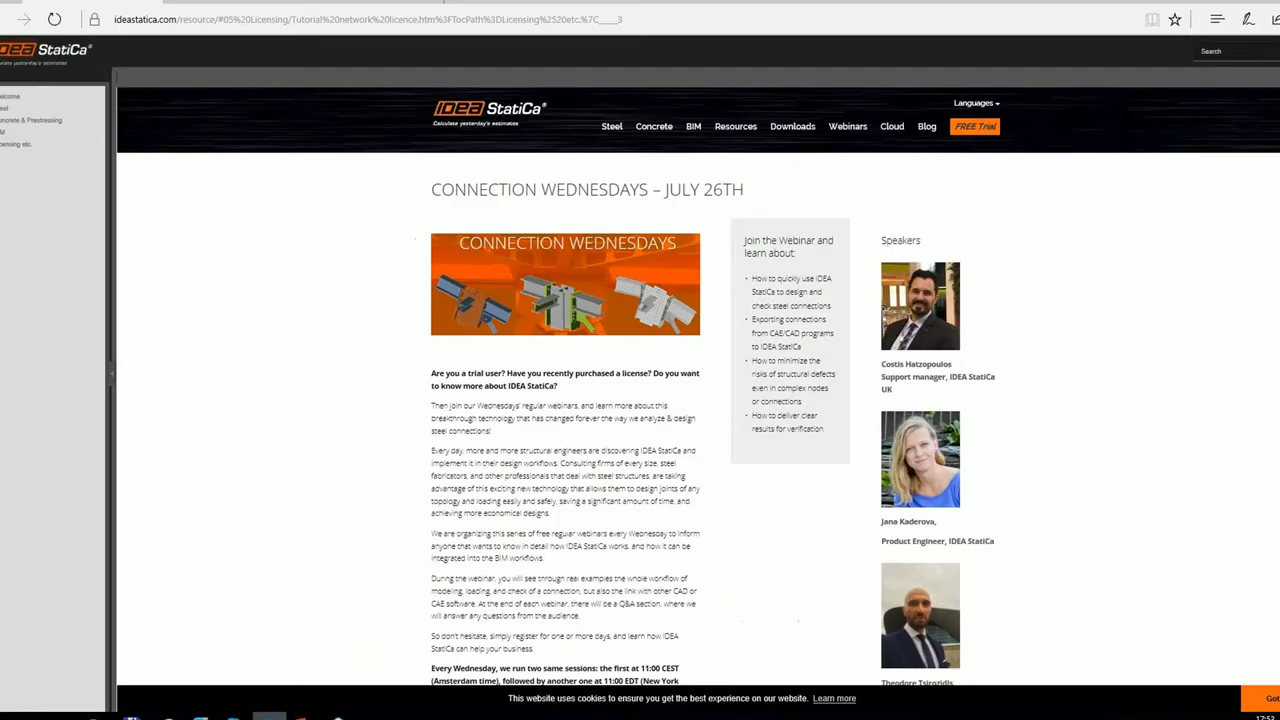 ideastatica.com/resource/#05%20Licensing/Tutorial%20network%20licence.htm%3FTocPath%3DLicensing%2520etc.%7C____3
IDEA StatiCa®
Calculate yesterday's estimates
Search
elcome
eel
oncrete & Prestressing
IM
censing etc.
IDEA StatiCa®
Calculate yesterday's estimates
Languages
Steel Concrete BIM Resources Downloads Webinars Cloud Blog FREE Trial
CONNECTION WEDNESDAYS – JULY 26TH
CONNECTION WEDNESDAYS
Are you a trial user? Have you recently purchased a license? Do you want
to know more about IDEA StatiCa?
Then join our Wednesdays' regular webinars, and learn more about this
breakthrough technology that has changed forever the way we analyze & design
steel connections!
Every day, more and more structural engineers are discovering IDEA StatiCa and
implement it in their design workflows. Consulting firms of every size, steel
fabricators, and other professionals that deal with steel structures, are taking
advantage of this exciting new technology that allows them to design joints of any
topology and loading easily and safely, saving a significant amount of time, and
achieving more economical designs.
We are organizing this series of free regular webinars every Wednesday to inform
anyone that wants to know in detail how IDEA StatiCa works, and how it can be
integrated into the BIM workflows.
During the webinar, you will see through real examples the whole workflow of
modeling, loading, and check of a connection, but also the link with other CAD or
CAE software. At the end of each webinar, there will be a Q&A section, where we
will answer any questions from the audience.
So don't hesitate, simply register for one or more days, and learn how IDEA
StatiCa can help your business.
Every Wednesday, we run two same sessions: the first at 11:00 CEST
(Amsterdam time), followed by another one at 11:00 EDT (New York
Join the Webinar and
learn about:
• How to quickly use IDEA
StatiCa to design and
check steel connections
• Exporting connections
from CAE/CAD programs
to IDEA StatiCa
• How to minimize the
risks of structural defects
even in complex nodes
or connections
• How to deliver clear
results for verification
Speakers
Costis Hatzopoulos
Support manager, IDEA StatiCa
UK
Jana Kaderova,
Product Engineer, IDEA StatiCa
Theodore Tsirozidis
This website uses cookies to ensure you get the best experience on our website. Learn more
Got
17:52